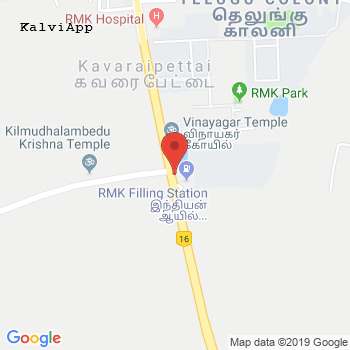 TELUGU COLONY
தெலுங்கு
காலனி
RMK Hospital
KalviApp
Kavaraipettai
கவரைபேட்டை
RMK Park
Vinayagar Temple
விநாயகர்
கோயில்
Kilmudhalambedu
Krishna Temple
RMK Filling Station
இந்தியன்
ஆயில்...
16
Google
Map data ©2019 Google